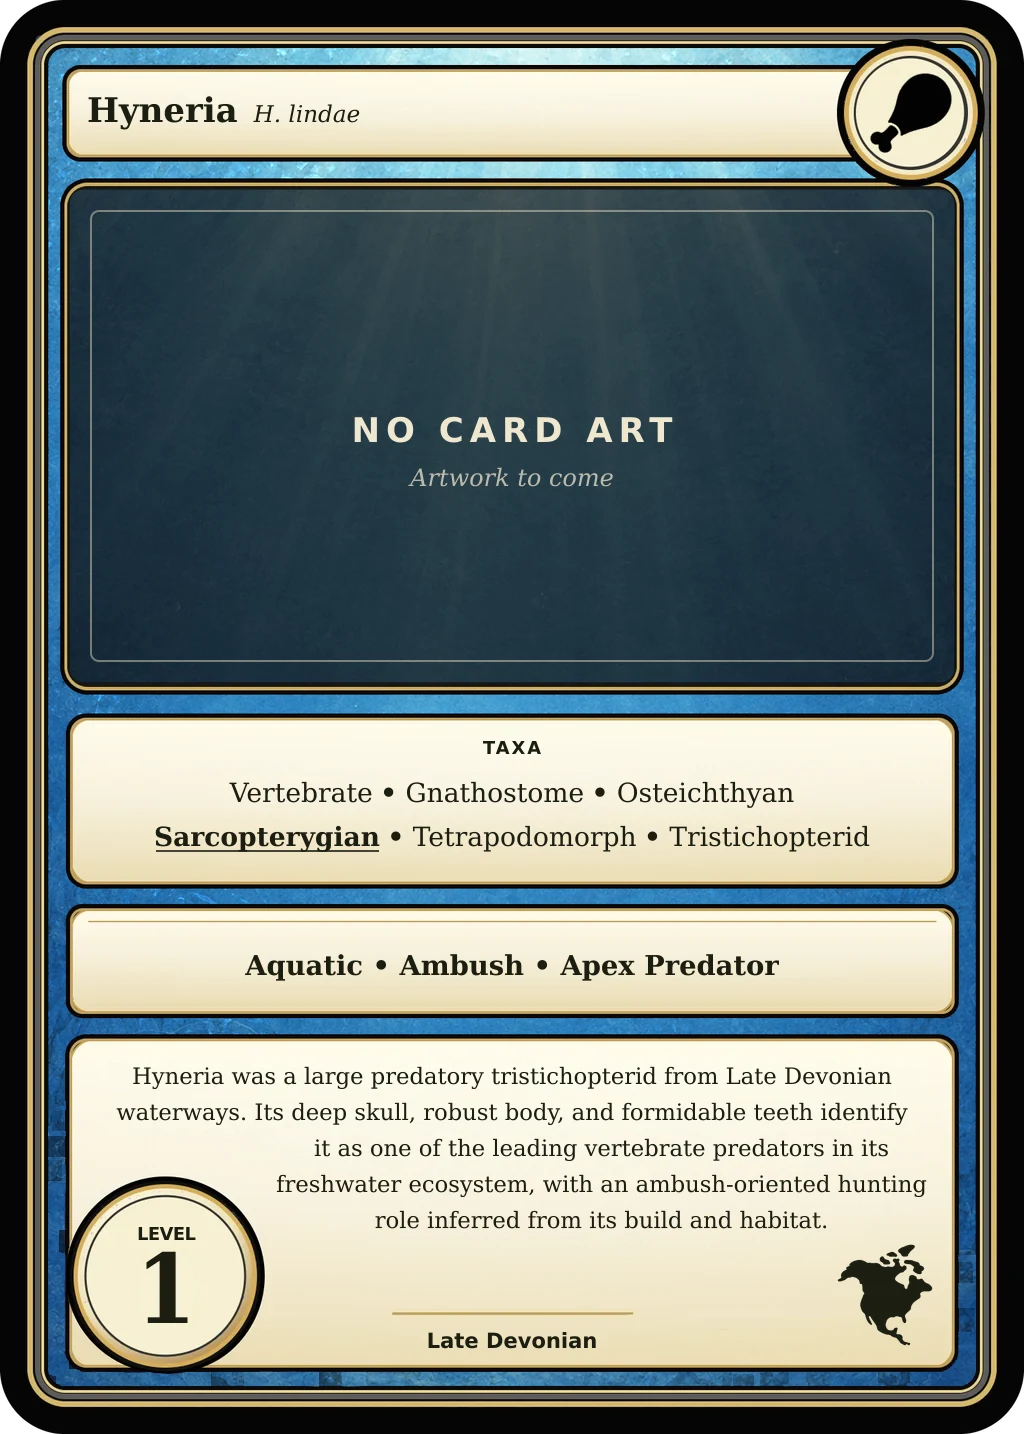 Hyneria H. lindae
NO CARD ART
Artwork to come
TAXA
Vertebrate • Gnathostome • Osteichthyan
Sarcopterygian • Tetrapodomorph • Tristichopterid
Aquatic • Ambush • Apex Predator
Hyneria was a large predatory tristichopterid from Late Devonian
waterways. Its deep skull, robust body, and formidable teeth identify
it as one of the leading vertebrate predators in its
freshwater ecosystem, with an ambush-oriented hunting
role inferred from its build and habitat.
LEVEL
1
Late Devonian